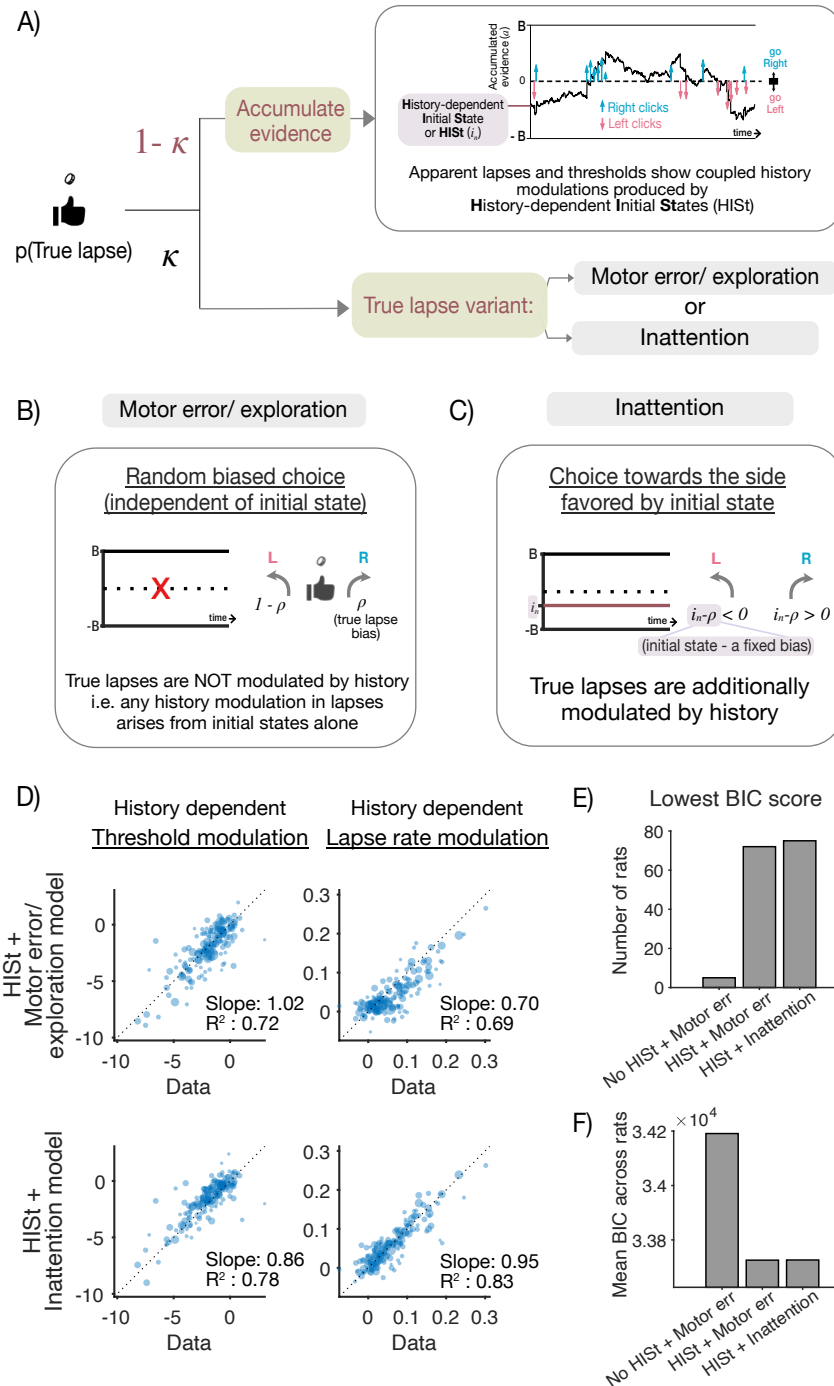 A)
Accumulate
evidence
1- κ
p(True lapse)
κ
Accumulated
evidence (a)
B
0
- B
History-dependent
Initial State
or HISt (iₙ)
Right clicks
Left clicks
time
go
Right
go
Left
Apparent lapses and thresholds show coupled history
modulations produced by
History-dependent Initial States (HISt)
True lapse variant:
Motor error/ exploration
or
Inattention
B)
Motor error/ exploration
Random biased choice
(independent of initial state)
B
-B
time
L
R
1 - ρ
ρ
(true lapse
bias)
True lapses are NOT modulated by history
i.e. any history modulation in lapses
arises from initial states alone
C)
Inattention
Choice towards the side
favored by initial state
B
iₙ
-B
time
L
R
iₙ-ρ < 0
iₙ-ρ > 0
(initial state - a fixed bias)
True lapses are additionally
modulated by history
D)
History dependent
Threshold modulation
History dependent
Lapse rate modulation
HISt +
Motor error/
exploration model
0
-5
-10
-10
-5
0
Data
Slope: 1.02
R² : 0.72
0.3
0.2
0.1
0
0
0.1
0.2
0.3
Data
Slope: 0.70
R² : 0.69
HISt +
Inattention model
0
-5
-10
-10
-5
0
Data
Slope: 0.86
R² : 0.78
0.3
0.2
0.1
0
0
0.1
0.2
0.3
Data
Slope: 0.95
R² : 0.83
E)
Lowest BIC score
Number of rats
80
60
40
20
0
No HISt + Motor err
HISt + Motor err
HISt + Inattention
F)
× 10⁴
Mean BIC across rats
3.42
3.4
3.38
No HISt + Motor err
HISt + Motor err
HISt + Inattention